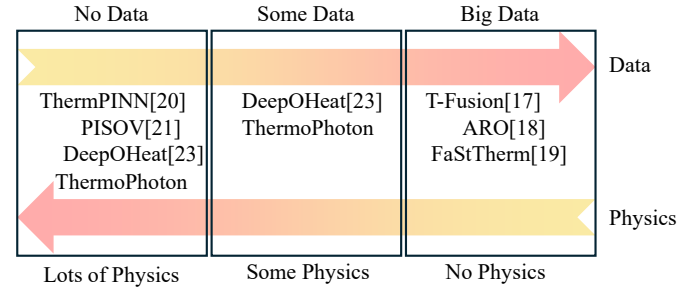 No Data
Some Data
Big Data
Data
ThermPINN[20]
PISOV[21]
DeepOHeat[23]
ThermoPhoton
DeepOHeat[23]
ThermoPhoton
T-Fusion[17]
ARO[18]
FaStTherm[19]
Physics
Lots of Physics
Some Physics
No Physics